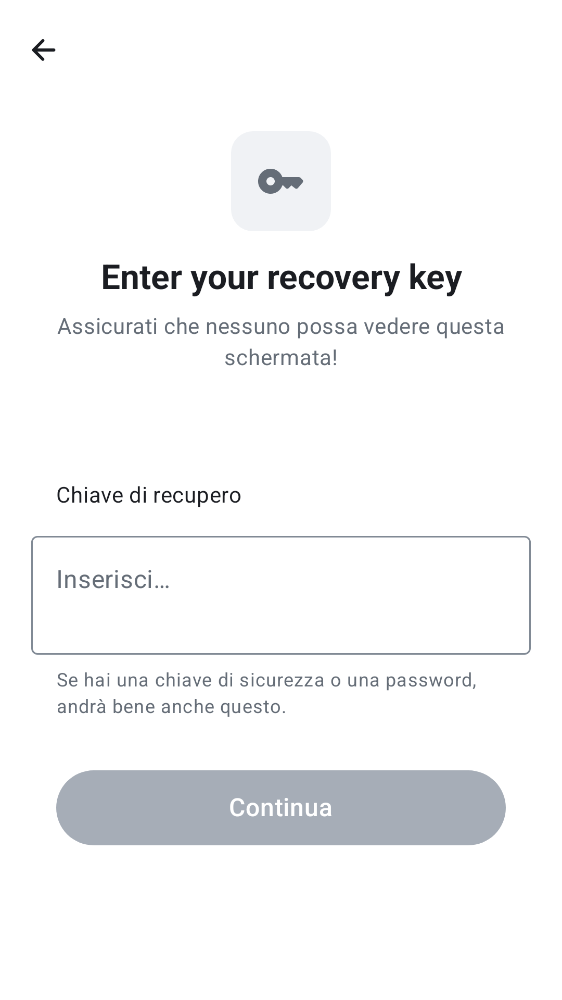 Enter your recovery key
Assicurati che nessuno possa vedere questa
schermata!
Chiave di recupero
Inserisci…
Se hai una chiave di sicurezza o una password,
andrà bene anche questo.
Continua